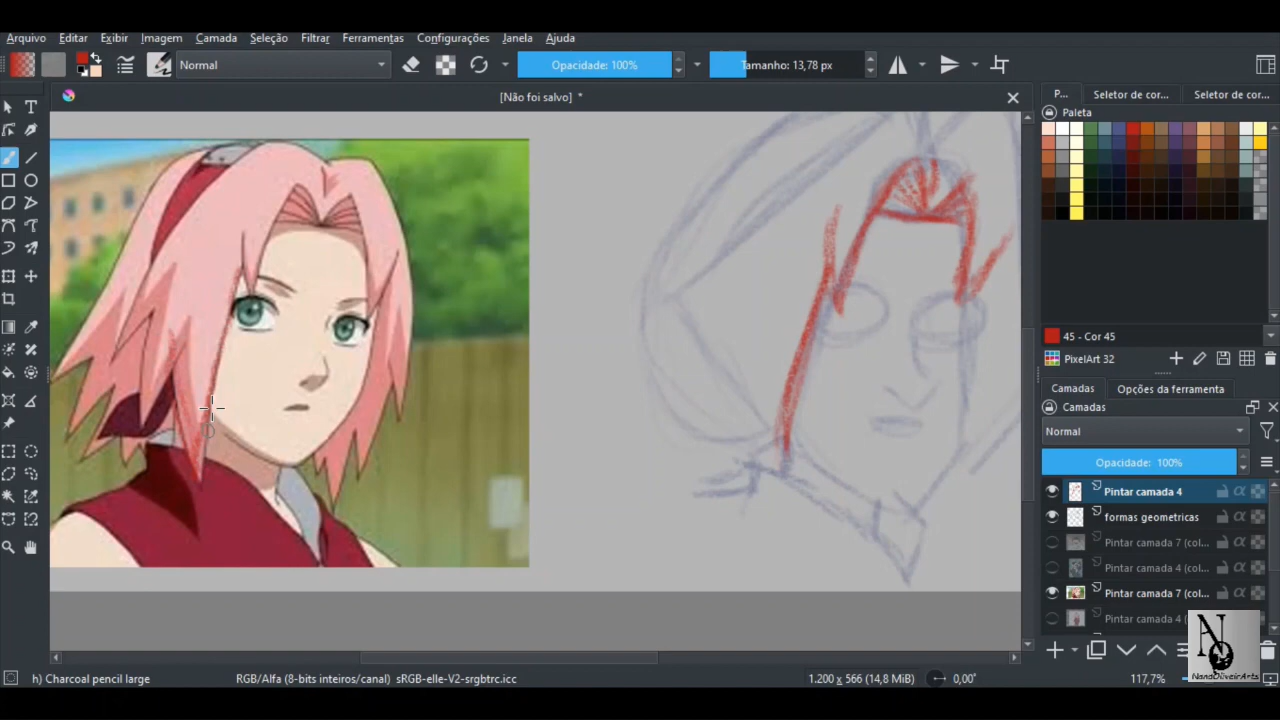 Arquivo Editar Exibir Imagem Camada Seleção Filtrar Ferramentas Configurações Janela Ajuda
Normal Opacidade: 100% Tamanho: 13,78 px
[Não foi salvo] *
P... Seletor de cor... Seletor de cor...
Paleta
45 - Cor 45
PixelArt 32
Camadas Opções da ferramenta
Camadas
Normal
Opacidade: 100%
Pintar camada 4
formas geometricas
Pintar camada 7 (col...
Pintar camada 4 (col...
Pintar camada 7 (col...
Pintar camada 4 (
NandOliveirArts
h) Charcoal pencil large RGB/Alfa (8-bits inteiros/canal) sRGB-elle-V2-srgbtrc.icc 1.200 x 566 (14,8 MiB) 0,00° 117,7%